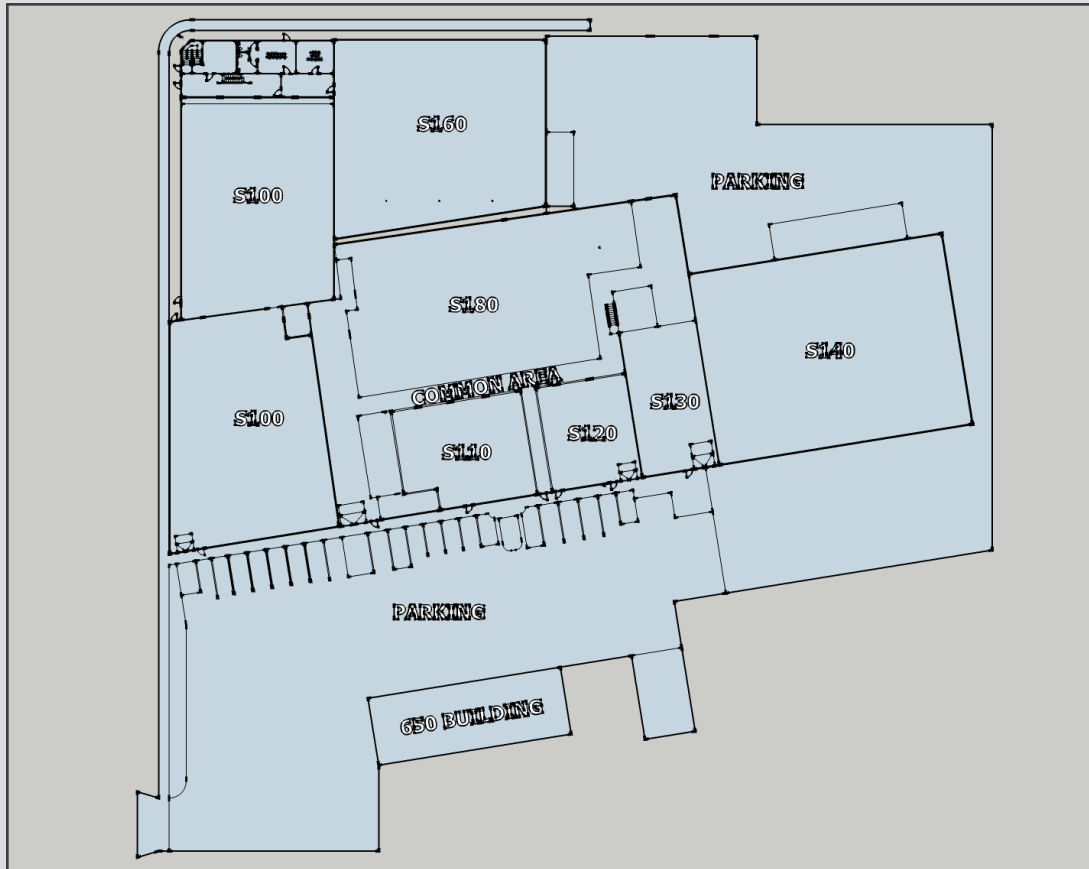 S160
PARKING
S100
S180
S140
COMMON AREA
S130
S100
S120
S110
PARKING
650 BUILDING